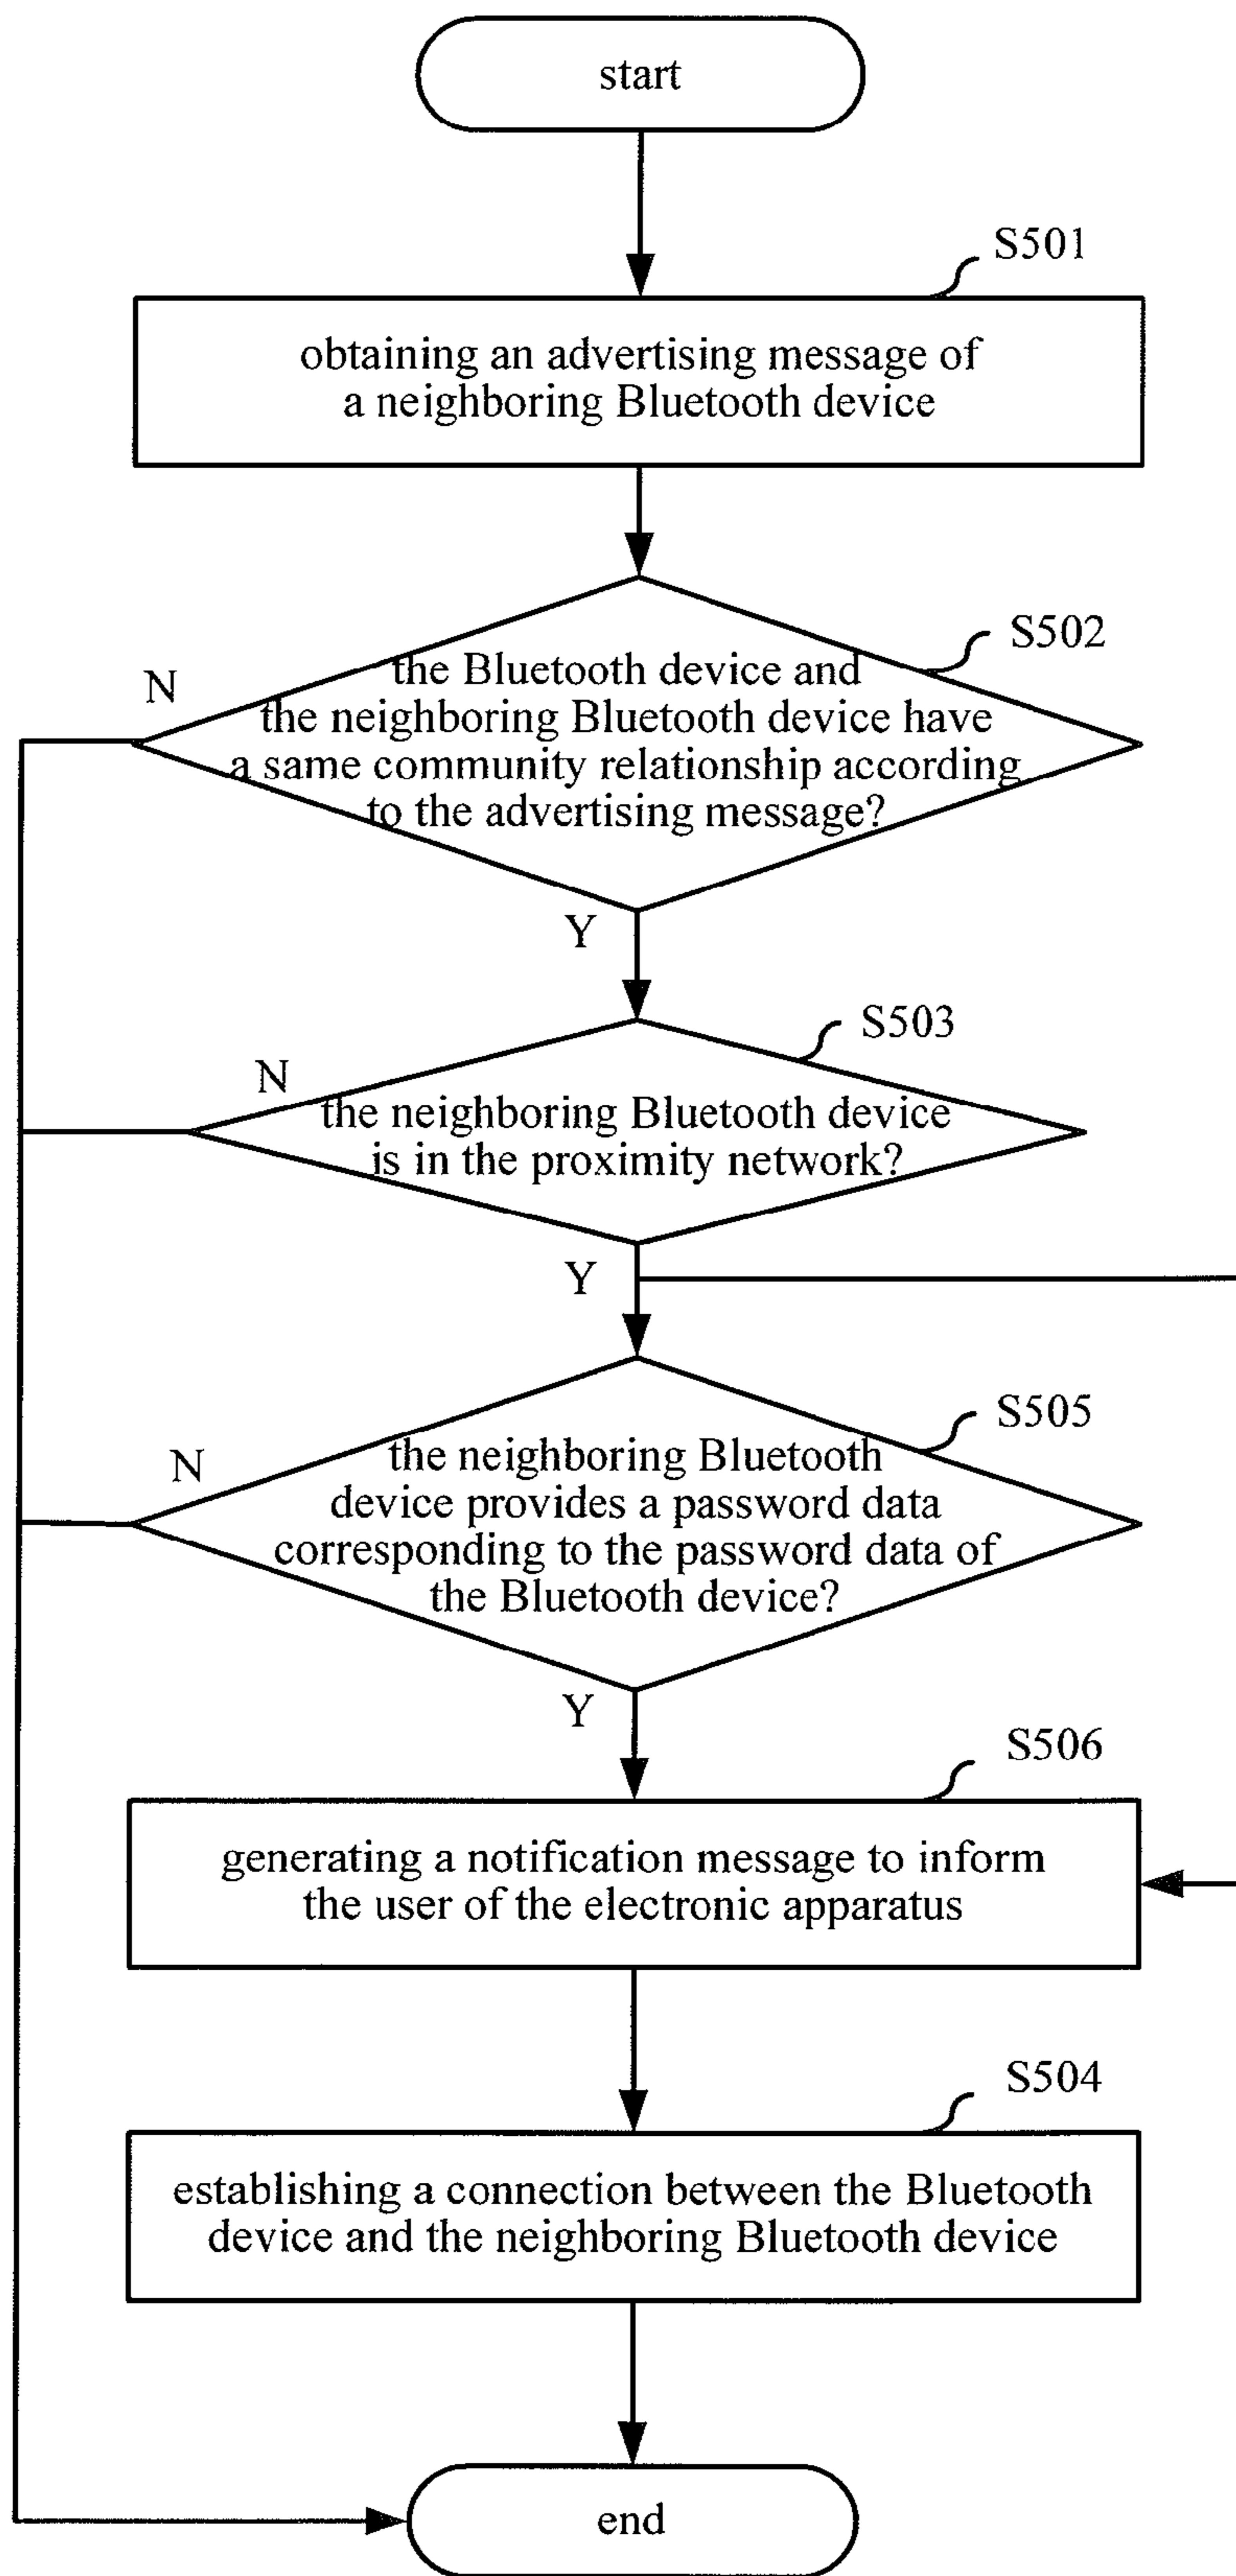 start
S501
obtaining an advertising message of
a neighboring Bluetooth device
S502
N
the Bluetooth device and
the neighboring Bluetooth device have
a same community relationship according
to the advertising message?
Y
S503
N
the neighboring Bluetooth device
is in the proximity network?
Y
S505
N
the neighboring Bluetooth
device provides a password data
corresponding to the password data of
the Bluetooth device?
Y
S506
generating a notification message to inform
the user of the electronic apparatus
S504
establishing a connection between the Bluetooth
device and the neighboring Bluetooth device
end